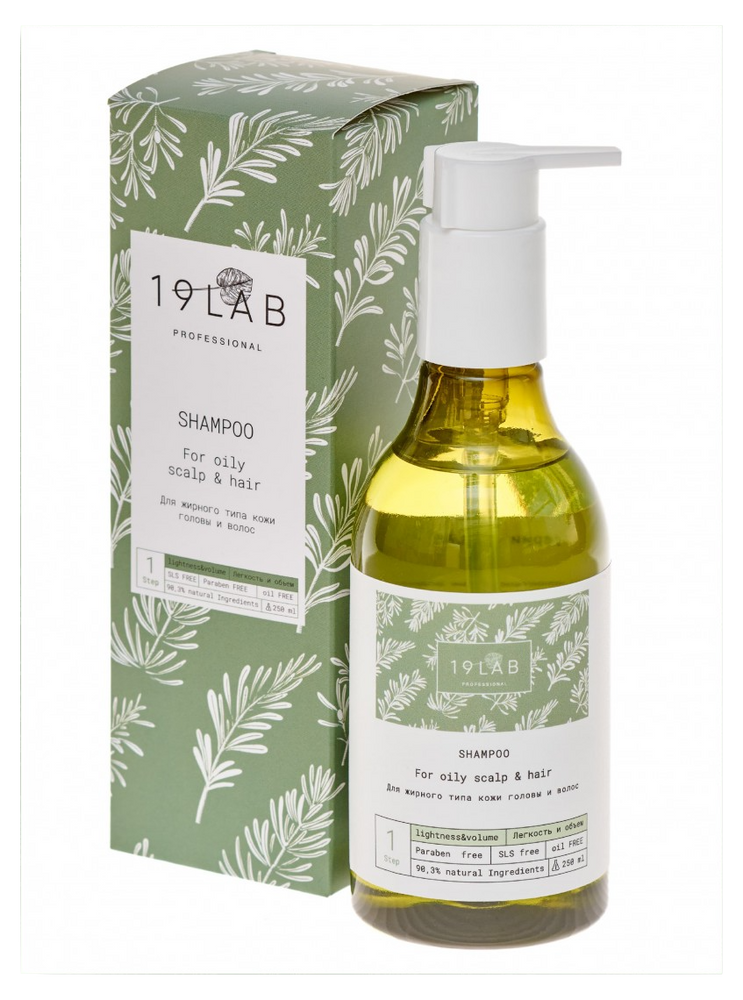 19LAB
PROFESSIONAL
SHAMPOO
For oily
scalp & hair
Для жирного типа кожи
головы и волос
1
Step
lightness&volume
Легкость и объем
SLS FREE
Paraben FREE
oil FREE
90,3% natural Ingredients
250 ml
19LAB
PROFESSIONAL
SHAMPOO
For oily scalp & hair
Для жирного типа кожи головы и волос
1
Step
lightness&volume
Легкость и объем
Paraben free
SLS free
oil FREE
90,3% natural Ingredients
250 ml